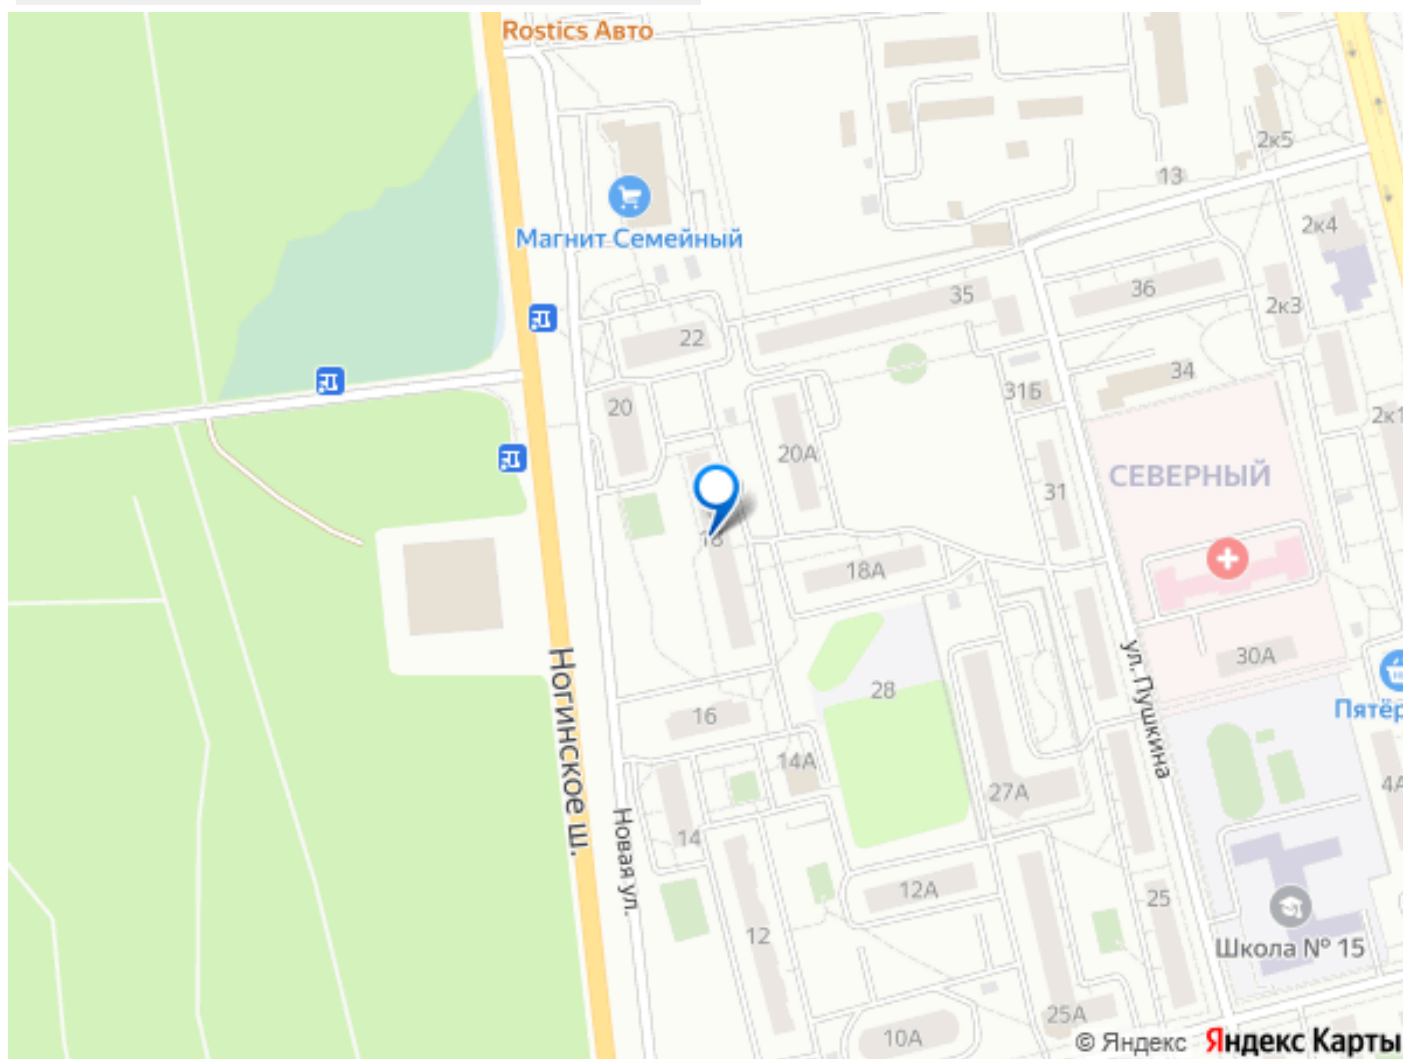 Rostics Авто
2к5
13
Магнит Семейный
2к4
35
36
2к3
22
34
20
31Б
2к1
20А
СЕВЕРНЫЙ
31
18
18А
ул. Пушкина
30А
Ногинское ш.
28
Пятёр
16
14А
27А
4А
Новая ул.
14
12А
25
12
Школа № 15
25А
10А
© Яндекс Яндекс Карты